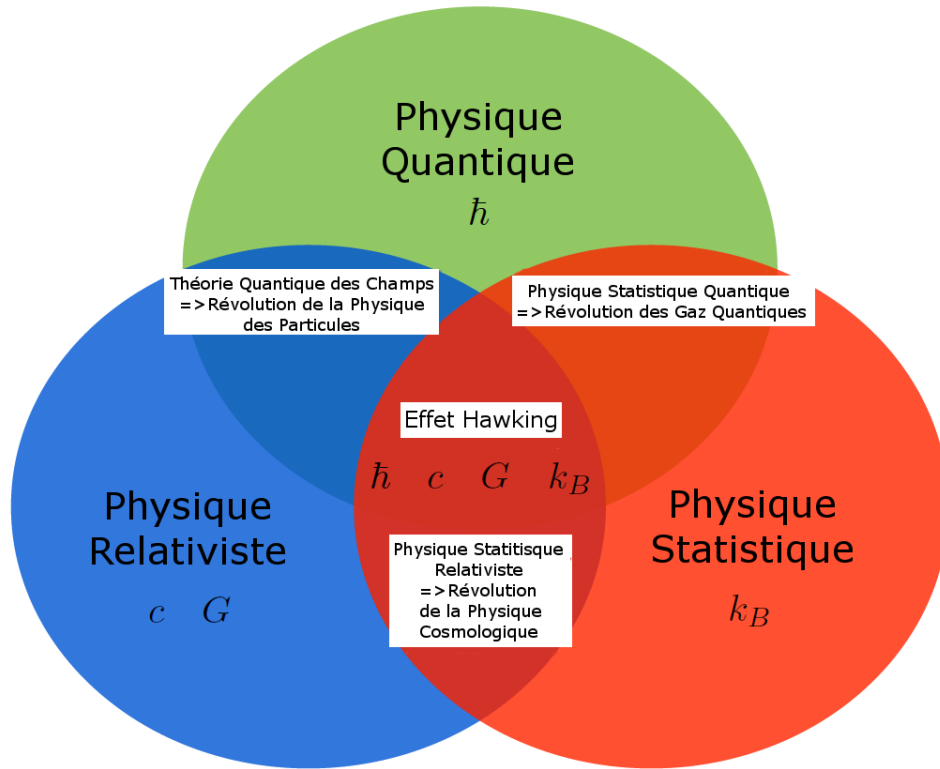 Physique
Quantique
ℏ
Théorie Quantique des Champs
=>Révolution de la Physique
des Particules
Physique Statistique Quantique
=>Révolution des Gaz Quantiques
Effet Hawking
ℏ c G k_B
Physique
Relativiste
c G
Physique Statitisque
Relativiste
=>Révolution
de la Physique
Cosmologique
Physique
Statistique
k_B